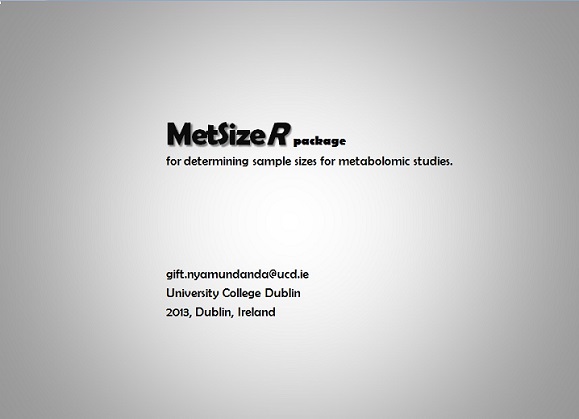 MetSizeR package
for determining sample sizes for metabolomic studies.
gift.nyamundanda@ucd.ie
University College Dublin
2013, Dublin, Ireland